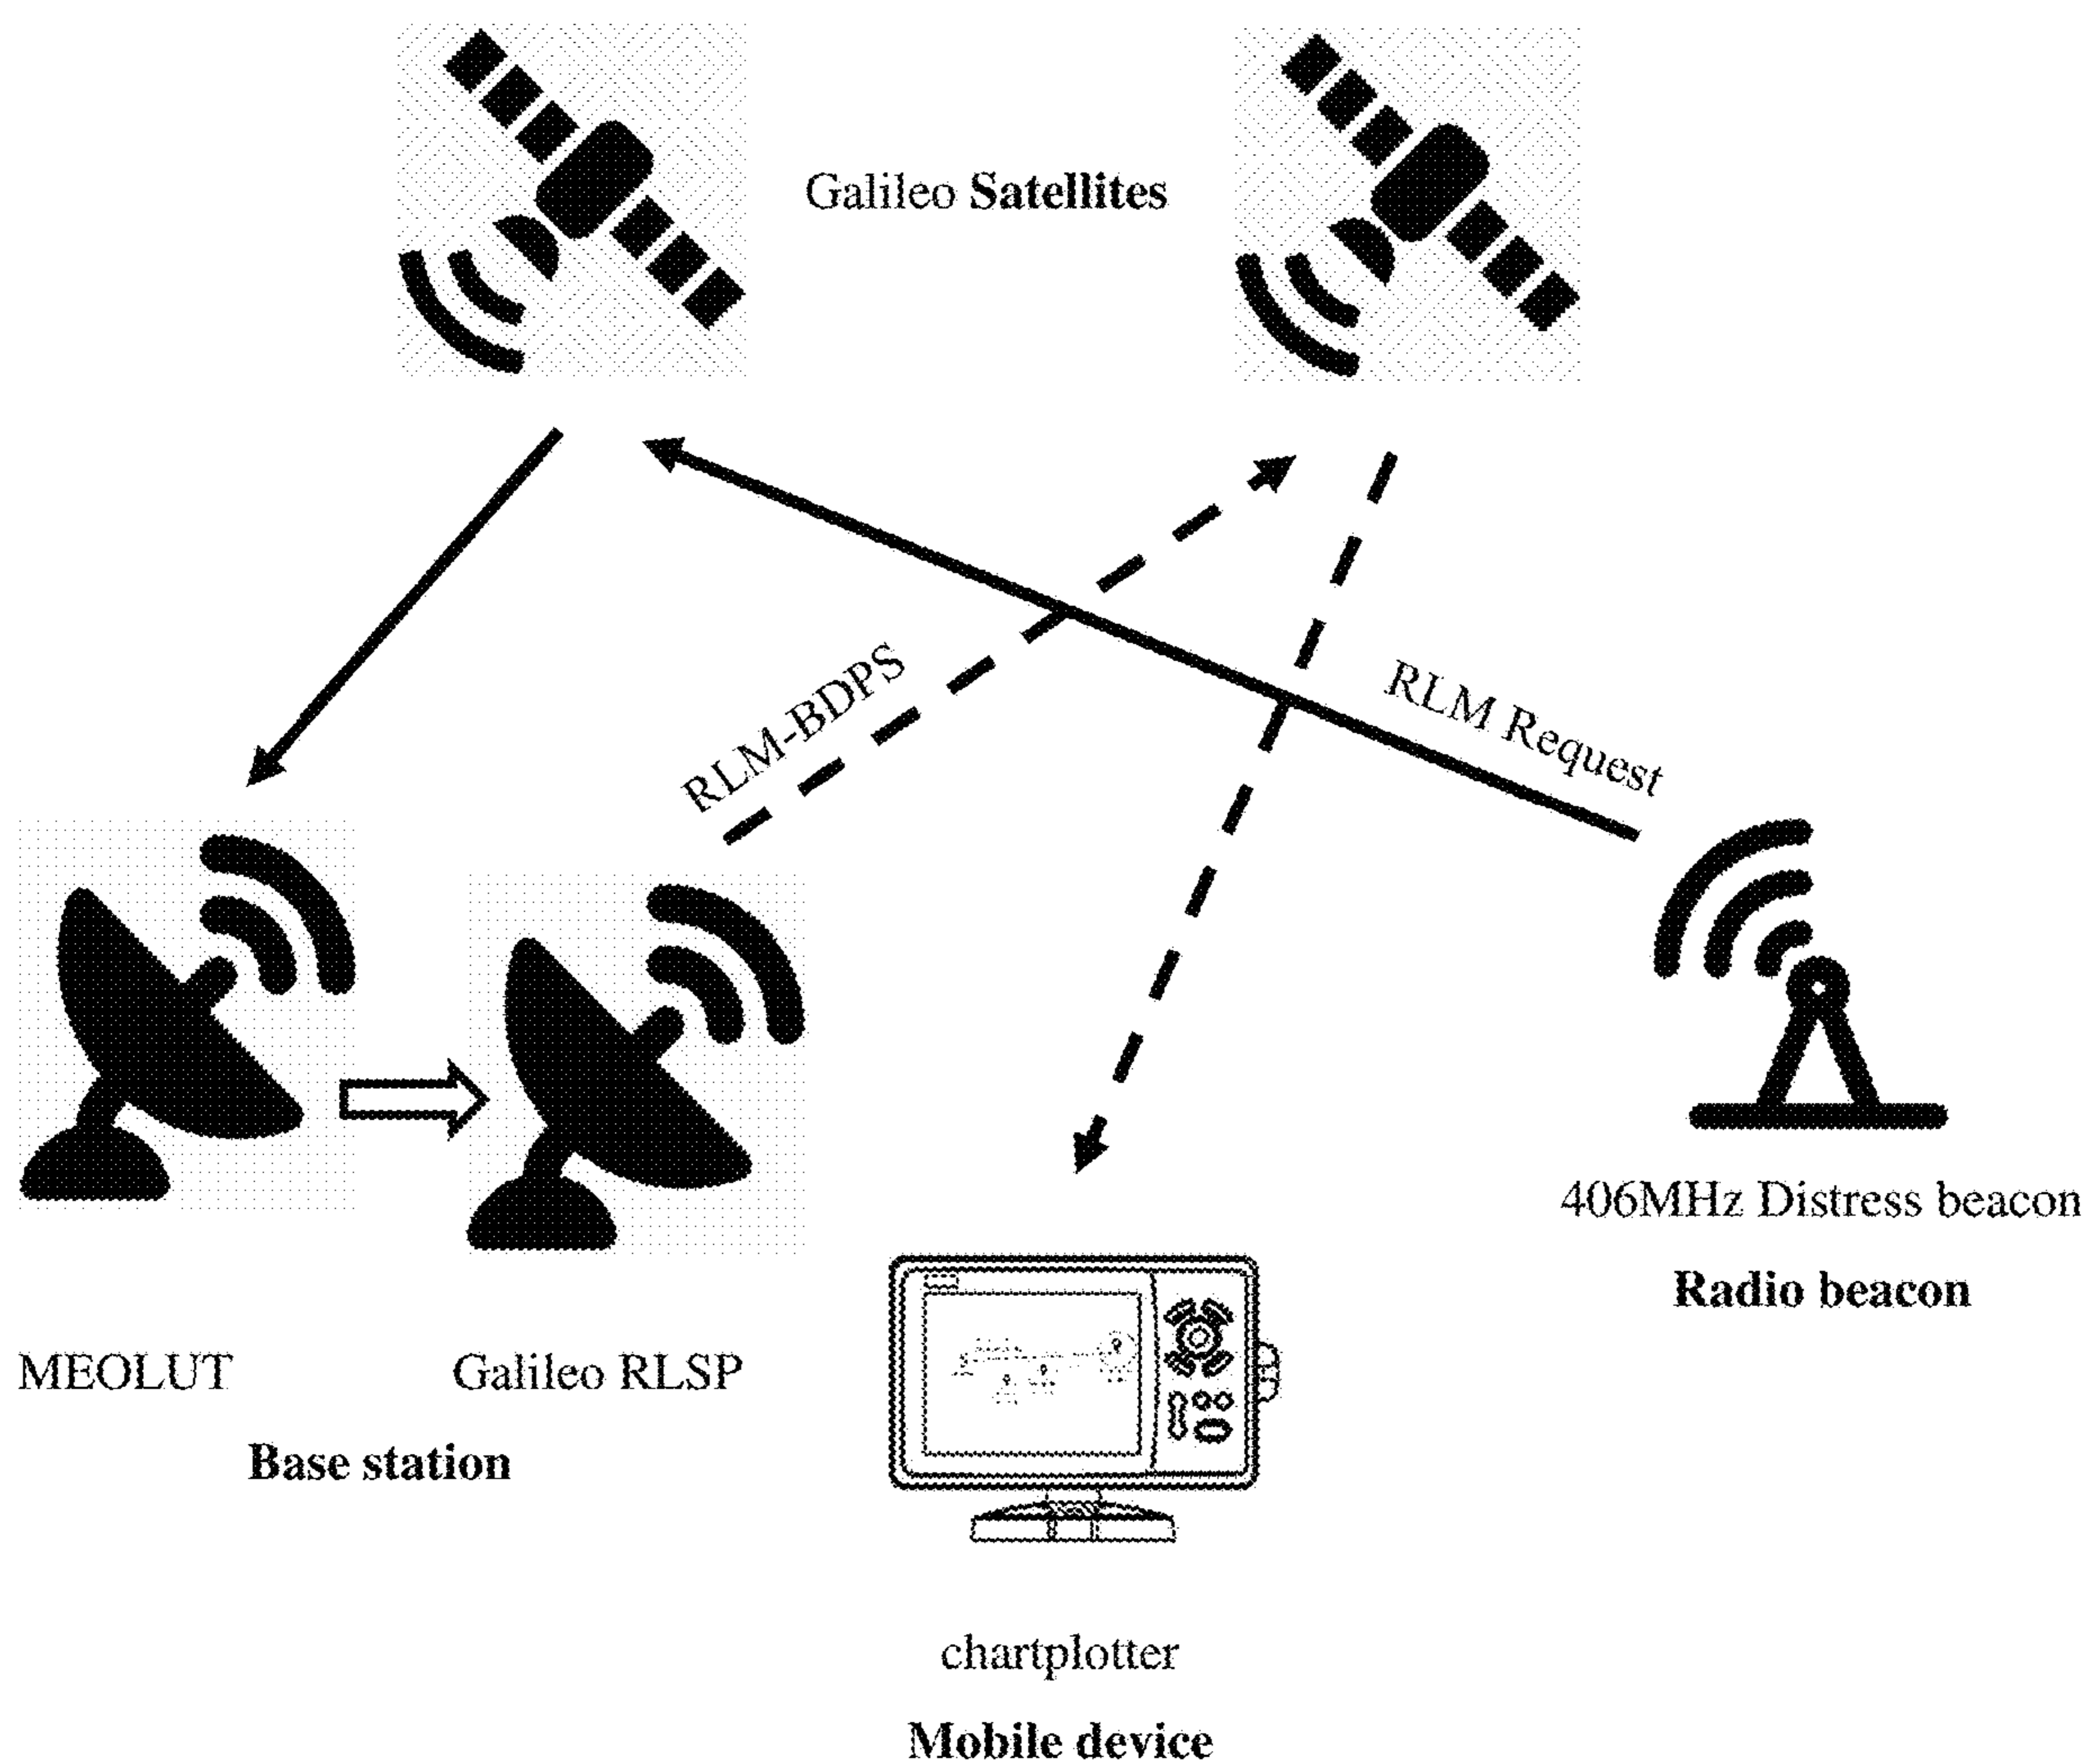 Galileo Satellites
RLM-BDPS
RLM Request
406MHz Distress beacon
Radio beacon
MEOLUT
Galileo RLSP
Base station
chartplotter
Mobile device